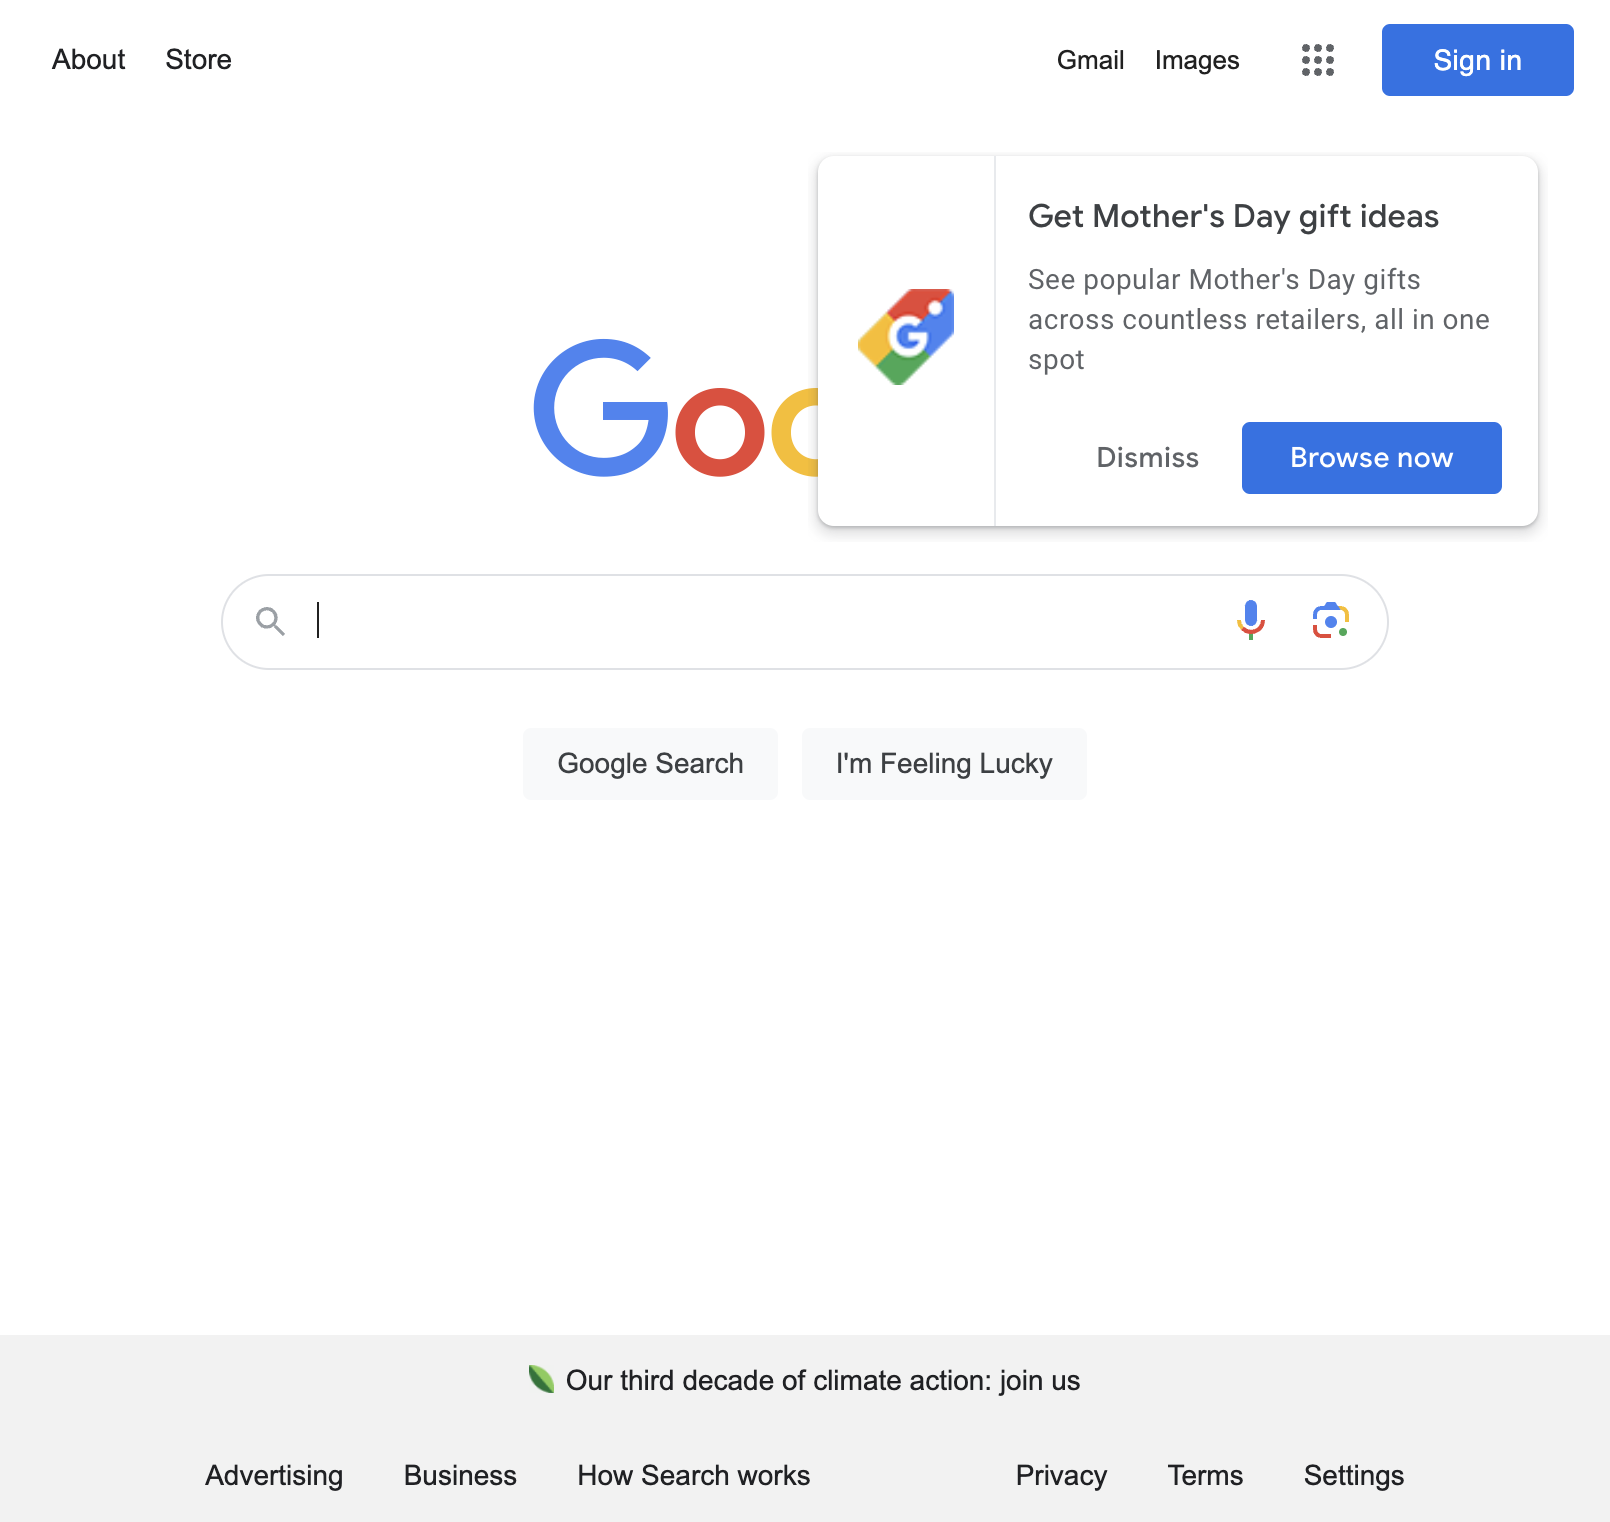 About Store Gmail Images Sign in
Get Mother's Day gift ideas
See popular Mother's Day gifts
across countless retailers, all in one
spot
Dismiss Browse now
Goo
Google Search I'm Feeling Lucky
Our third decade of climate action: join us
Advertising Business How Search works Privacy Terms Settings